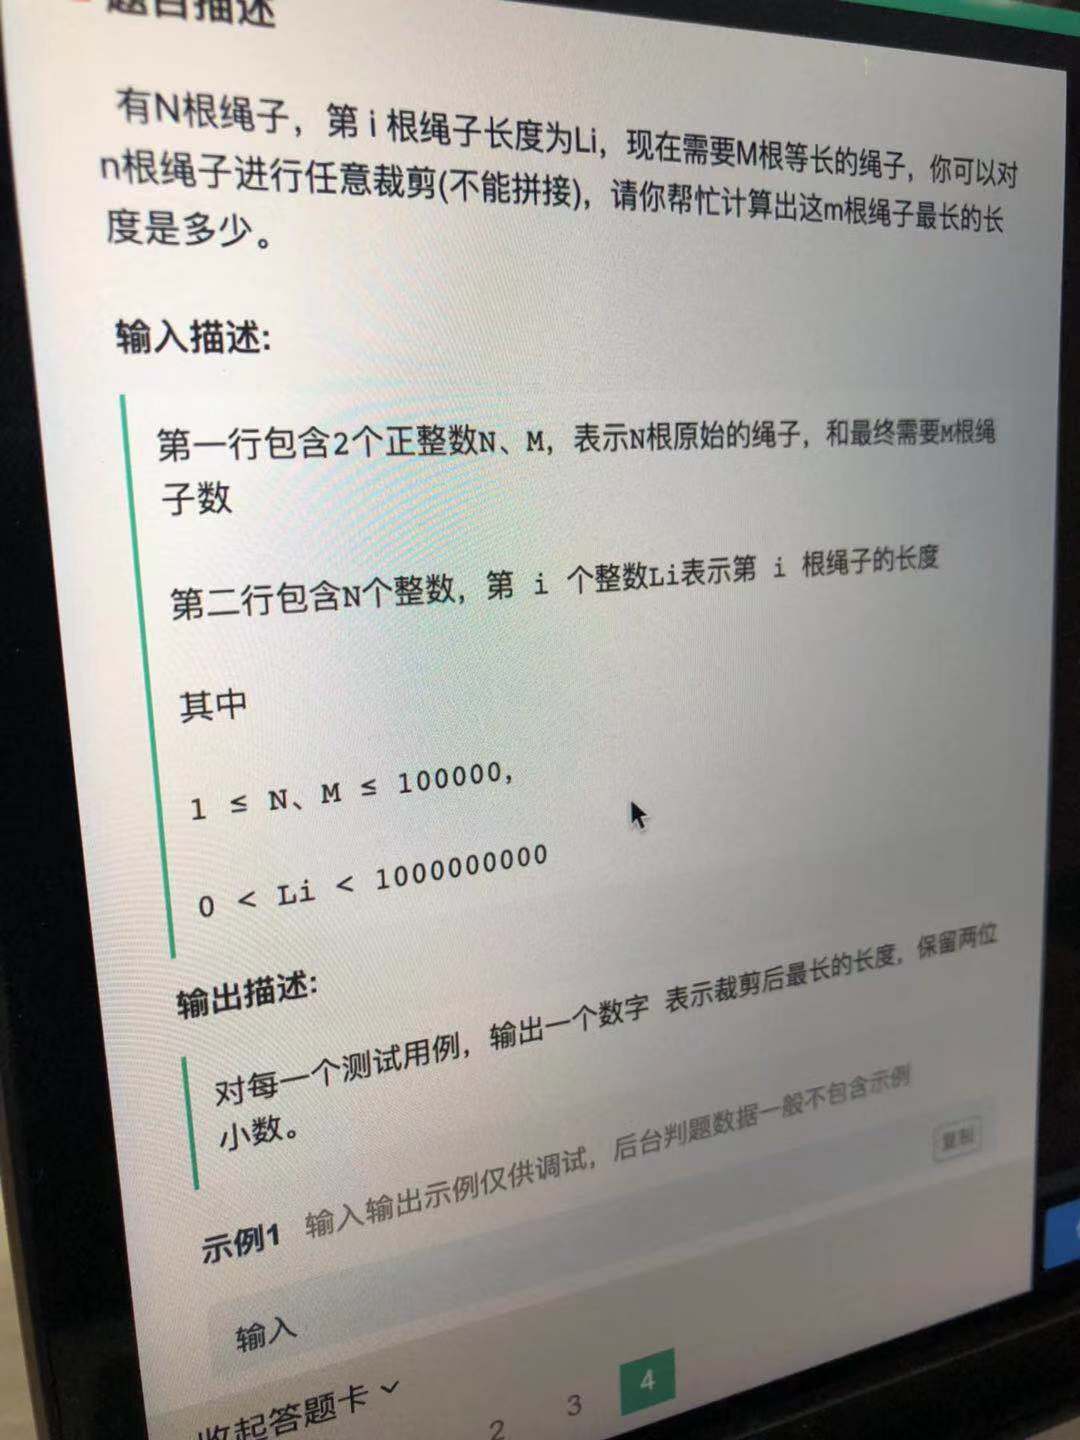 题目描述
有N根绳子，第 i 根绳子长度为Li，现在需要M根等长的绳子，你可以对
n根绳子进行任意裁剪(不能拼接)，请你帮忙计算出这m根绳子最长的长
度是多少。
输入描述:
第一行包含2个正整数N、M，表示N根原始的绳子，和最终需要M根绳
子数
第二行包含N个整数，第 i 个整数Li表示第 i 根绳子的长度
其中
1 ≤ N、M ≤ 100000,
0 < Li < 1000000000
输出描述:
对每一个测试用例，输出一个数字 表示裁剪后最长的长度，保留两位
小数。
示例1 输入输出示例仅供调试，后台判题数据一般不包含示例
复制
输入
收起答题卡 2 3 4